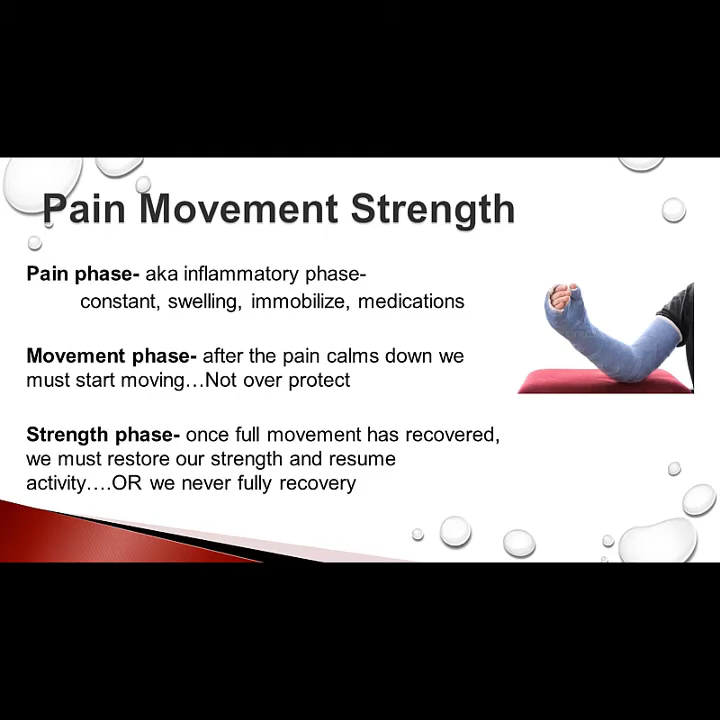 Pain Movement Strength
Pain phase- aka inflammatory phase-
constant, swelling, immobilize, medications
Movement phase- after the pain calms down we
must start moving…Not over protect
Strength phase- once full movement has recovered,
we must restore our strength and resume
activity….OR we never fully recovery